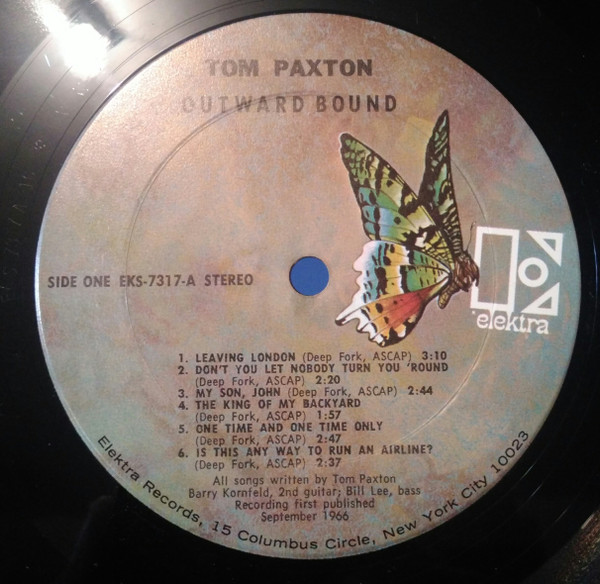 TOM PAXTON
OUTWARD BOUND
SIDE ONE EKS-7317-A STEREO
elektra
1. LEAVING LONDON (Deep Fork, ASCAP) 3:10
2. DON'T YOU LET NOBODY TURN YOU 'ROUND
(Deep Fork, ASCAP) 2:20
3. MY SON, JOHN (Deep Fork, ASCAP) 2:44
4. THE KING OF MY BACKYARD
(Deep Fork, ASCAP) 1:57
5. ONE TIME AND ONE TIME ONLY
(Deep Fork, ASCAP) 2:47
6. IS THIS ANY WAY TO RUN AN AIRLINE?
(Deep Fork, ASCAP) 2:37
All songs written by Tom Paxton
Barry Kornfeld, 2nd guitar; Bill Lee, bass
Recording first published
September 1966
Elektra Records, 15 Columbus Circle, New York City 10023